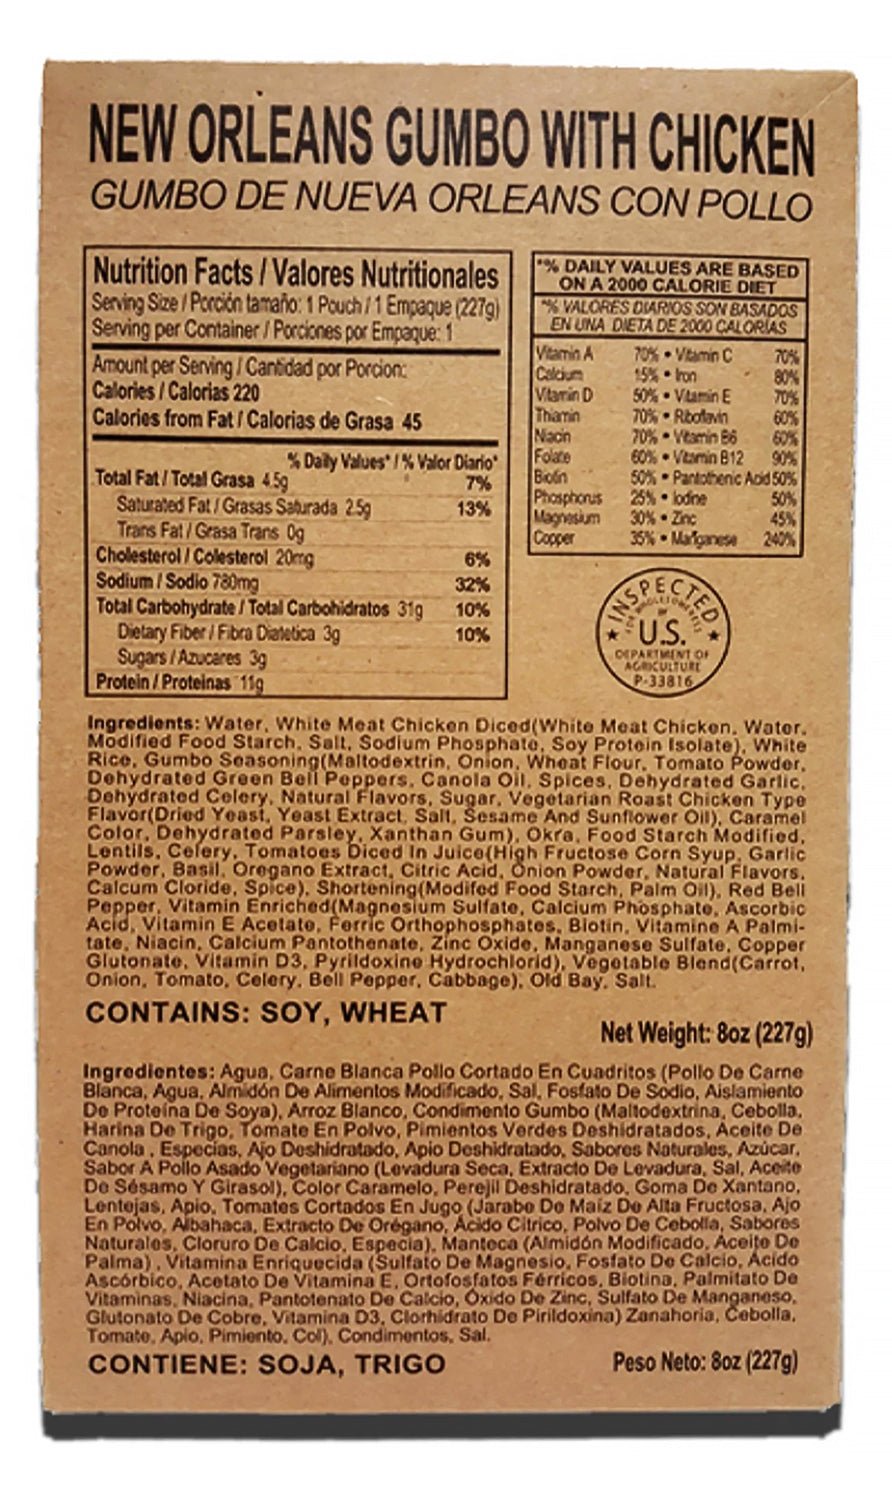 NEW ORLEANS GUMBO WITH CHICKEN
GUMBO DE NUEVA ORLEANS CON POLLO
Nutrition Facts / Valores Nutritionales
Serving Size / Porción tamaño: 1 Pouch / 1 Empaque (227g)
Serving per Container / Porciones por Empaque: 1
Amount per Serving / Cantidad por Porcion:
Calories / Calorias 220
Calories from Fat / Calorias de Grasa 45
% Daily Values* / % Valor Diario*
Total Fat / Total Grasa 4.5g 7%
Saturated Fat / Grasas Saturada 2.5g 13%
Trans Fat / Grasa Trans 0g
Cholesterol / Colesterol 20mg 6%
Sodium / Sodio 780mg 32%
Total Carbohydrate / Total Carbohidratos 31g 10%
Dietary Fiber / Fibra Diatetica 3g 10%
Sugars / Azucares 3g
Protein / Proteinas 11g
*% DAILY VALUES ARE BASED
ON A 2000 CALORIE DIET
*% VALORES DIARIOS SON BASADOS
EN UNA DIETA DE 2000 CALORÍAS
Vitamin A 70% • Vitamin C 70%
Calcium 15% • Iron 80%
Vitamin D 50% • Vitamin E 70%
Thiamin 70% • Riboflavin 60%
Niacin 70% • Vitamin B6 60%
Folate 60% • Vitamin B12 90%
Biotin 50% • Pantothenic Acid 50%
Phosphorus 25% • Iodine 50%
Magnesium 30% • Zinc 45%
Copper 35% • Manganese 240%
INSPECTED
FOR WHOLESOMENESS
BY
U.S.
DEPARTMENT OF
AGRICULTURE
P-33816
Ingredients: Water, White Meat Chicken Diced(White Meat Chicken, Water,
Modified Food Starch, Salt, Sodium Phosphate, Soy Protein Isolate), White
Rice, Gumbo Seasoning(Maltodextrin, Onion, Wheat Flour, Tomato Powder,
Dehydrated Green Bell Peppers, Canola Oil, Spices, Dehydrated Garlic,
Dehydrated Celery, Natural Flavors, Sugar, Vegetarian Roast Chicken Type
Flavor(Dried Yeast, Yeast Extract, Salt, Sesame And Sunflower Oil), Caramel
Color, Dehydrated Parsley, Xanthan Gum), Okra, Food Starch Modified,
Lentils, Celery, Tomatoes Diced In Juice(High Fructose Corn Syup, Garlic
Powder, Basil, Oregano Extract, Citric Acid, Onion Powder, Natural Flavors,
Calcum Cloride, Spice), Shortening(Modifed Food Starch, Palm Oil), Red Bell
Pepper, Vitamin Enriched(Magnesium Sulfate, Calcium Phosphate, Ascorbic
Acid, Vitamin E Acetate, Ferric Orthophosphates, Biotin, Vitamine A Palmi-
tate, Niacin, Calcium Pantothenate, Zinc Oxide, Manganese Sulfate, Copper
Glutonate, Vitamin D3, Pyrildoxine Hydrochlorid), Vegetable Blend(Carrot,
Onion, Tomato, Celery, Bell Pepper, Cabbage), Old Bay, Salt.
CONTAINS: SOY, WHEAT
Net Weight: 8oz (227g)
Ingredientes: Agua, Carne Blanca Pollo Cortado En Cuadritos (Pollo De Carne
Blanca, Agua, Almidón De Alimentos Modificado, Sal, Fosfato De Sodio, Aislamiento
De Proteína De Soya), Arroz Blanco, Condimento Gumbo (Maltodextrina, Cebolla,
Harina De Trigo, Tomate En Polvo, Pimientos Verdes Deshidratados, Aceite De
Canola , Especias, Ajo Deshidratado, Apio Deshidratado, Sabores Naturales, Azúcar,
Sabor A Pollo Asado Vegetariano (Levadura Seca, Extracto De Levadura, Sal, Aceite
De Sésamo Y Girasol), Color Caramelo, Perejil Deshidratado, Goma De Xantano,
Lentejas, Apio, Tomates Cortados En Jugo (Jarabe De Maiz De Alta Fructosa, Ajo
En Polvo, Albahaca, Extracto De Orégano, Ácido Cítrico, Polvo De Cebolla, Sabores
Naturales, Cloruro De Calcio, Especia), Manteca (Almidón Modificado, Aceite De
Palma) , Vitamina Enriquecida (Sulfato De Magnesio, Fosfato De Calcio, Ácido
Ascórbico, Acetato De Vitamina E, Ortofosfatos Férricos, Biotina, Palmitato De
Vitaminas, Niacina, Pantotenato De Calcio, Óxido De Zinc, Sulfato De Manganeso,
Glutonato De Cobre, Vitamina D3, Clorhidrato De Pirildoxina) Zanahoria, Cebolla,
Tomate, Apio, Pimiento, Col), Condimentos, Sal.
CONTIENE: SOJA, TRIGO
Peso Neto: 8oz (227g)